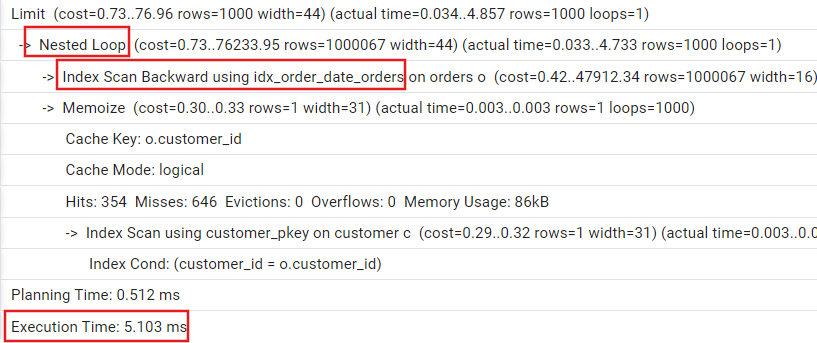 Limit (cost=0.73..76.96 rows=1000 width=44) (actual time=0.034..4.857 rows=1000 loops=1)
-> Nested Loop (cost=0.73..76233.95 rows=1000067 width=44) (actual time=0.033..4.733 rows=1000 loops=1)
-> Index Scan Backward using idx_order_date_orders on orders o (cost=0.42..47912.34 rows=1000067 width=16)
-> Memoize (cost=0.30..0.33 rows=1 width=31) (actual time=0.003..0.003 rows=1 loops=1000)
Cache Key: o.customer_id
Cache Mode: logical
Hits: 354 Misses: 646 Evictions: 0 Overflows: 0 Memory Usage: 86kB
-> Index Scan using customer_pkey on customer c (cost=0.29..0.32 rows=1 width=31) (actual time=0.003..0.0
Index Cond: (customer_id = o.customer_id)
Planning Time: 0.512 ms
Execution Time: 5.103 ms